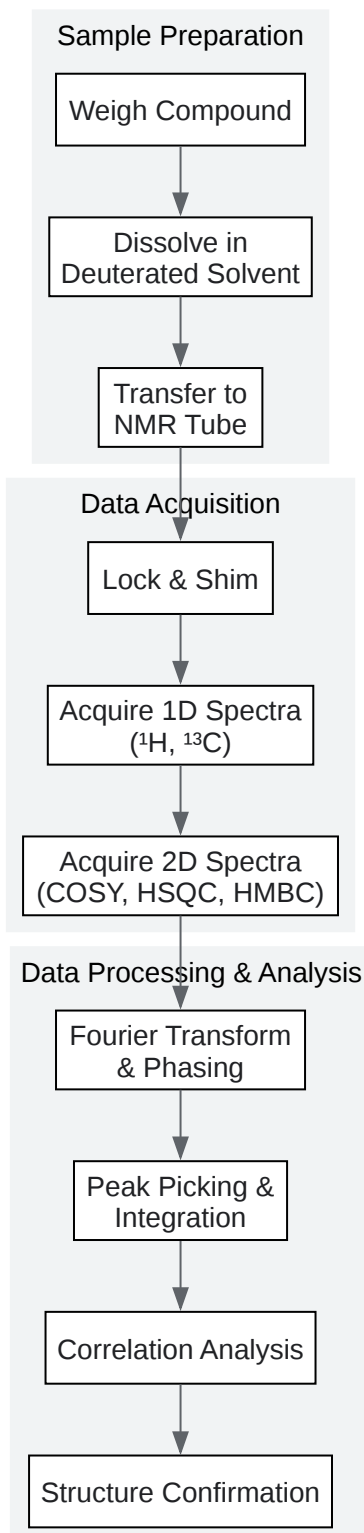 Sample Preparation
Weigh Compound
Dissolve in
Deuterated Solvent
Transfer to
NMR Tube
Data Acquisition
Lock & Shim
Acquire 1D Spectra
(¹H, ¹³C)
Acquire 2D Spectra
(COSY, HSQC, HMBC)
Data Processing & Analysis
Fourier Transform
& Phasing
Peak Picking &
Integration
Correlation Analysis
Structure Confirmation